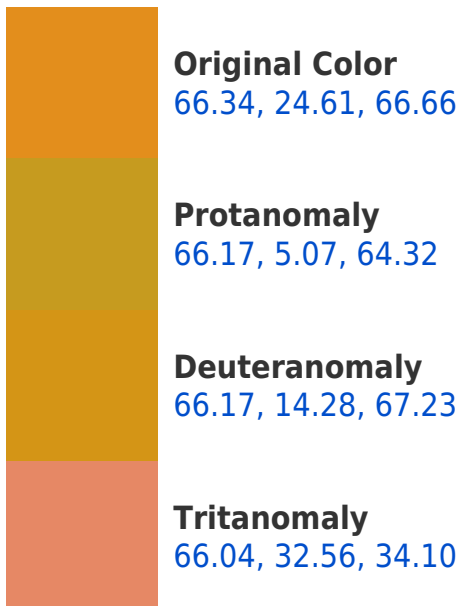 Original Color
66.34, 24.61, 66.66
Protanomaly
66.17, 5.07, 64.32
Deuteranomaly
66.17, 14.28, 67.23
Tritanomaly
66.04, 32.56, 34.10